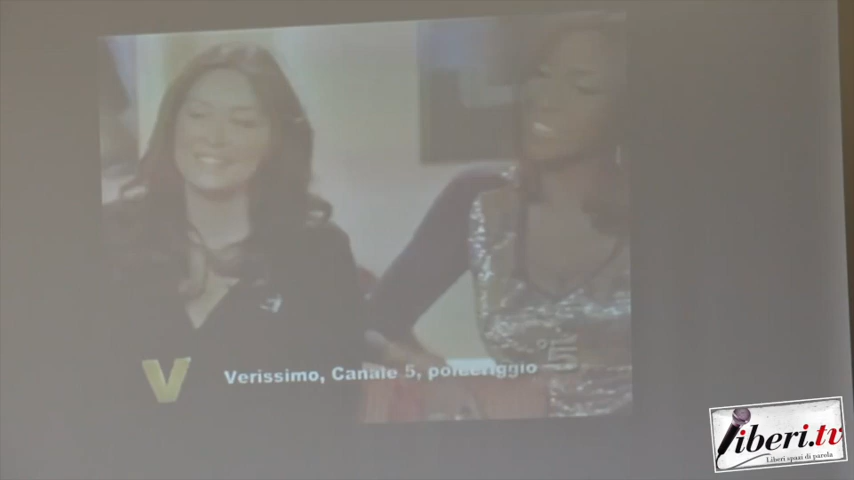 V
Verissimo, Canale 5, pomeriggio
5
liberi.tv
Liberi spazi di parola